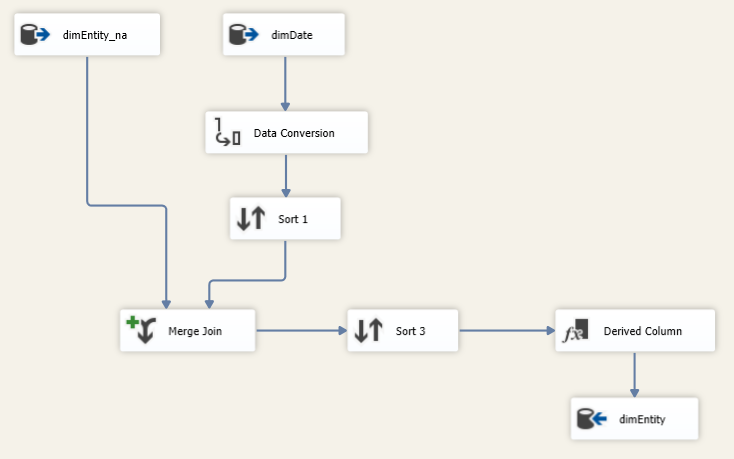 dimEntity_na
dimDate
Data Conversion
Sort 1
Merge Join
Sort 3
Derived Column
dimEntity